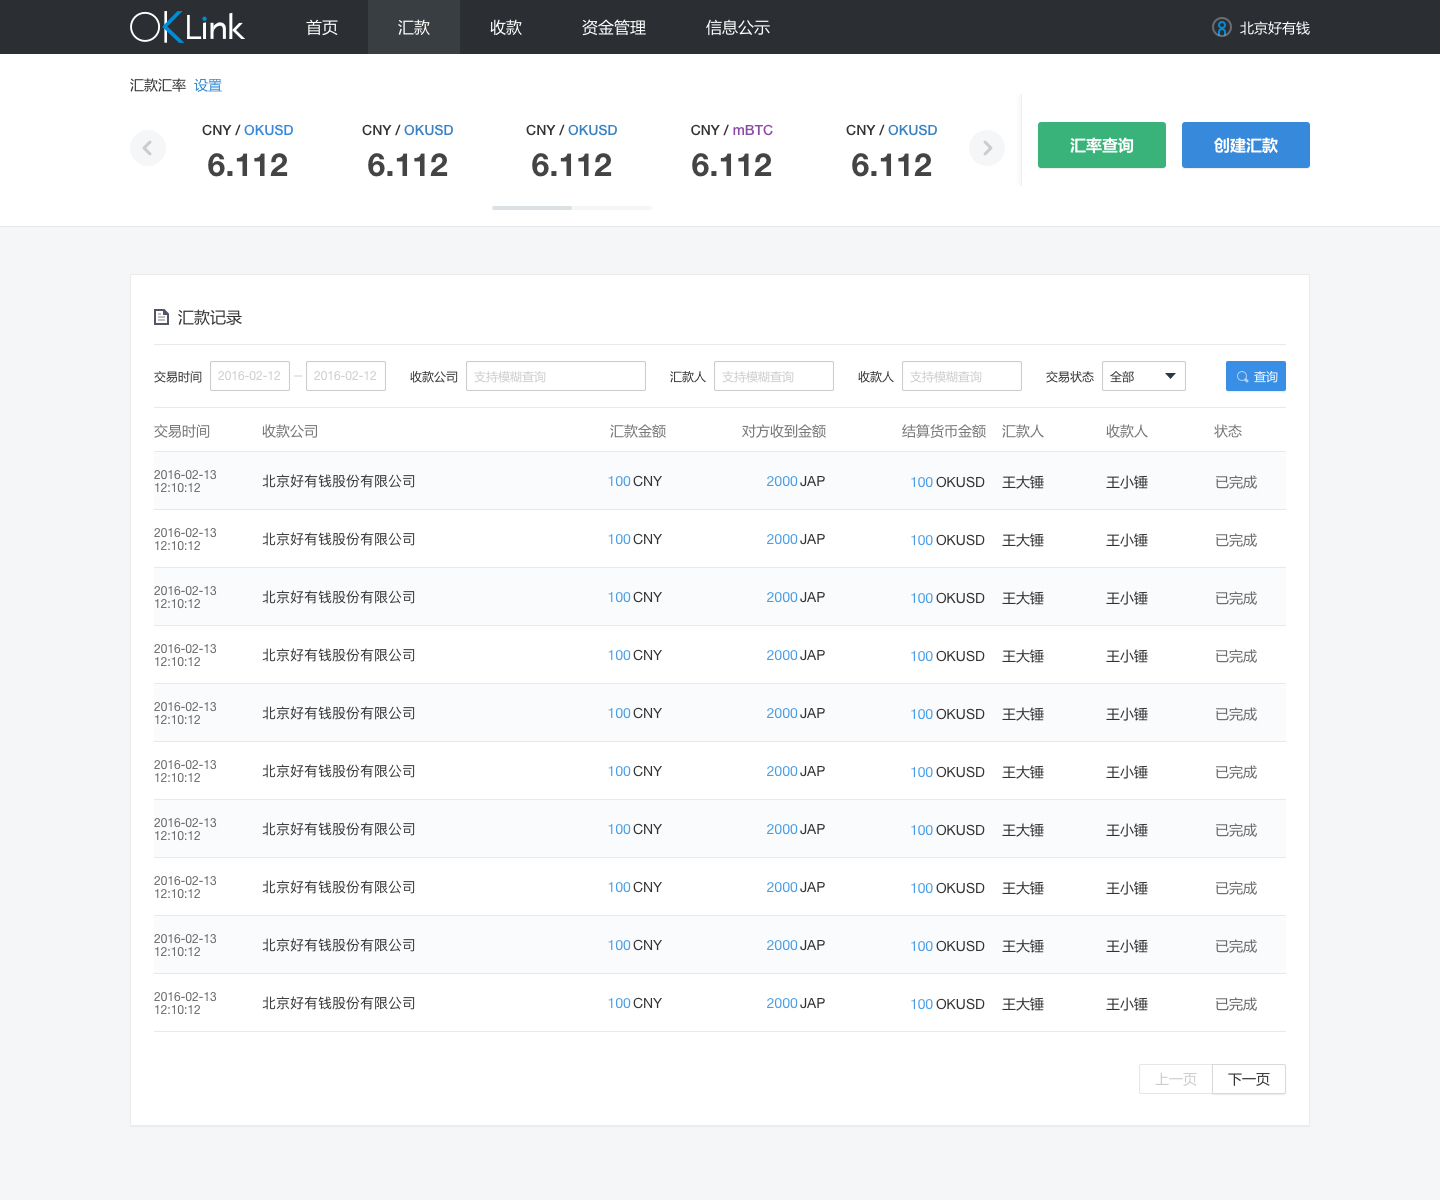 OKLink 首页 汇款 收款 资金管理 信息公示 北京好有钱
汇款汇率 设置
CNY / OKUSD CNY / OKUSD CNY / OKUSD CNY / mBTC CNY / OKUSD
6.112 6.112 6.112 6.112 6.112
汇率查询 创建汇款
汇款记录
交易时间 2016-02-12 – 2016-02-12 收款公司 支持模糊查询 汇款人 支持模糊查询 收款人 支持模糊查询 交易状态 全部 查询
交易时间 收款公司 汇款金额 对方收到金额 结算货币金额 汇款人 收款人 状态
2016-02-13
12:10:12 北京好有钱股份有限公司 100 CNY 2000 JAP 100 OKUSD 王大锤 王小锤 已完成
2016-02-13
12:10:12 北京好有钱股份有限公司 100 CNY 2000 JAP 100 OKUSD 王大锤 王小锤 已完成
2016-02-13
12:10:12 北京好有钱股份有限公司 100 CNY 2000 JAP 100 OKUSD 王大锤 王小锤 已完成
2016-02-13
12:10:12 北京好有钱股份有限公司 100 CNY 2000 JAP 100 OKUSD 王大锤 王小锤 已完成
2016-02-13
12:10:12 北京好有钱股份有限公司 100 CNY 2000 JAP 100 OKUSD 王大锤 王小锤 已完成
2016-02-13
12:10:12 北京好有钱股份有限公司 100 CNY 2000 JAP 100 OKUSD 王大锤 王小锤 已完成
2016-02-13
12:10:12 北京好有钱股份有限公司 100 CNY 2000 JAP 100 OKUSD 王大锤 王小锤 已完成
2016-02-13
12:10:12 北京好有钱股份有限公司 100 CNY 2000 JAP 100 OKUSD 王大锤 王小锤 已完成
2016-02-13
12:10:12 北京好有钱股份有限公司 100 CNY 2000 JAP 100 OKUSD 王大锤 王小锤 已完成
2016-02-13
12:10:12 北京好有钱股份有限公司 100 CNY 2000 JAP 100 OKUSD 王大锤 王小锤 已完成
上一页 下一页